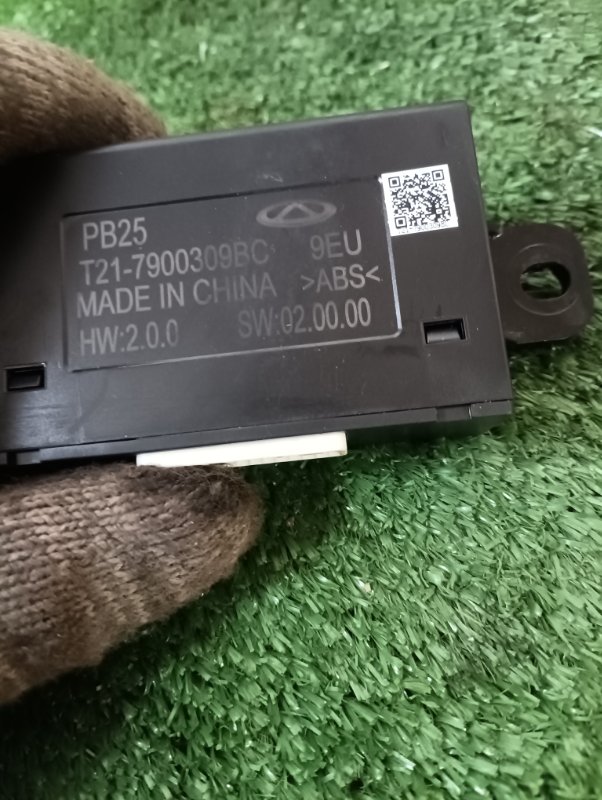 PB25
T21-7900309BC 9EU
MADE IN CHINA >ABS<
HW:2.0.0 SW:02.00.00